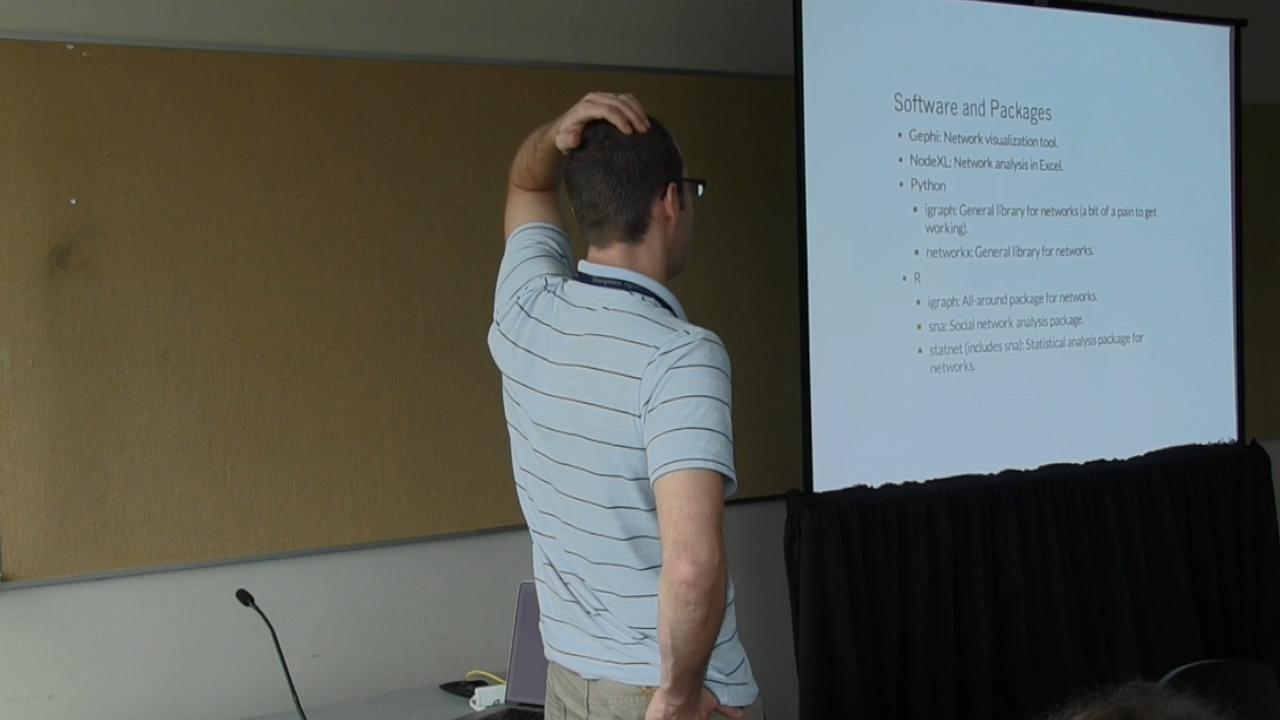 Software and Packages
• Gephi: Network visualization tool.
• NodeXL: Network analysis in Excel.
• Python
▪ igraph: General library for networks (a bit of a pain to get
working).
▪ networkx: General library for networks.
• R
▪ igraph: All-around package for networks.
▪ sna: Social network analysis package.
▪ statnet (includes sna): Statistical analysis package for
networks.